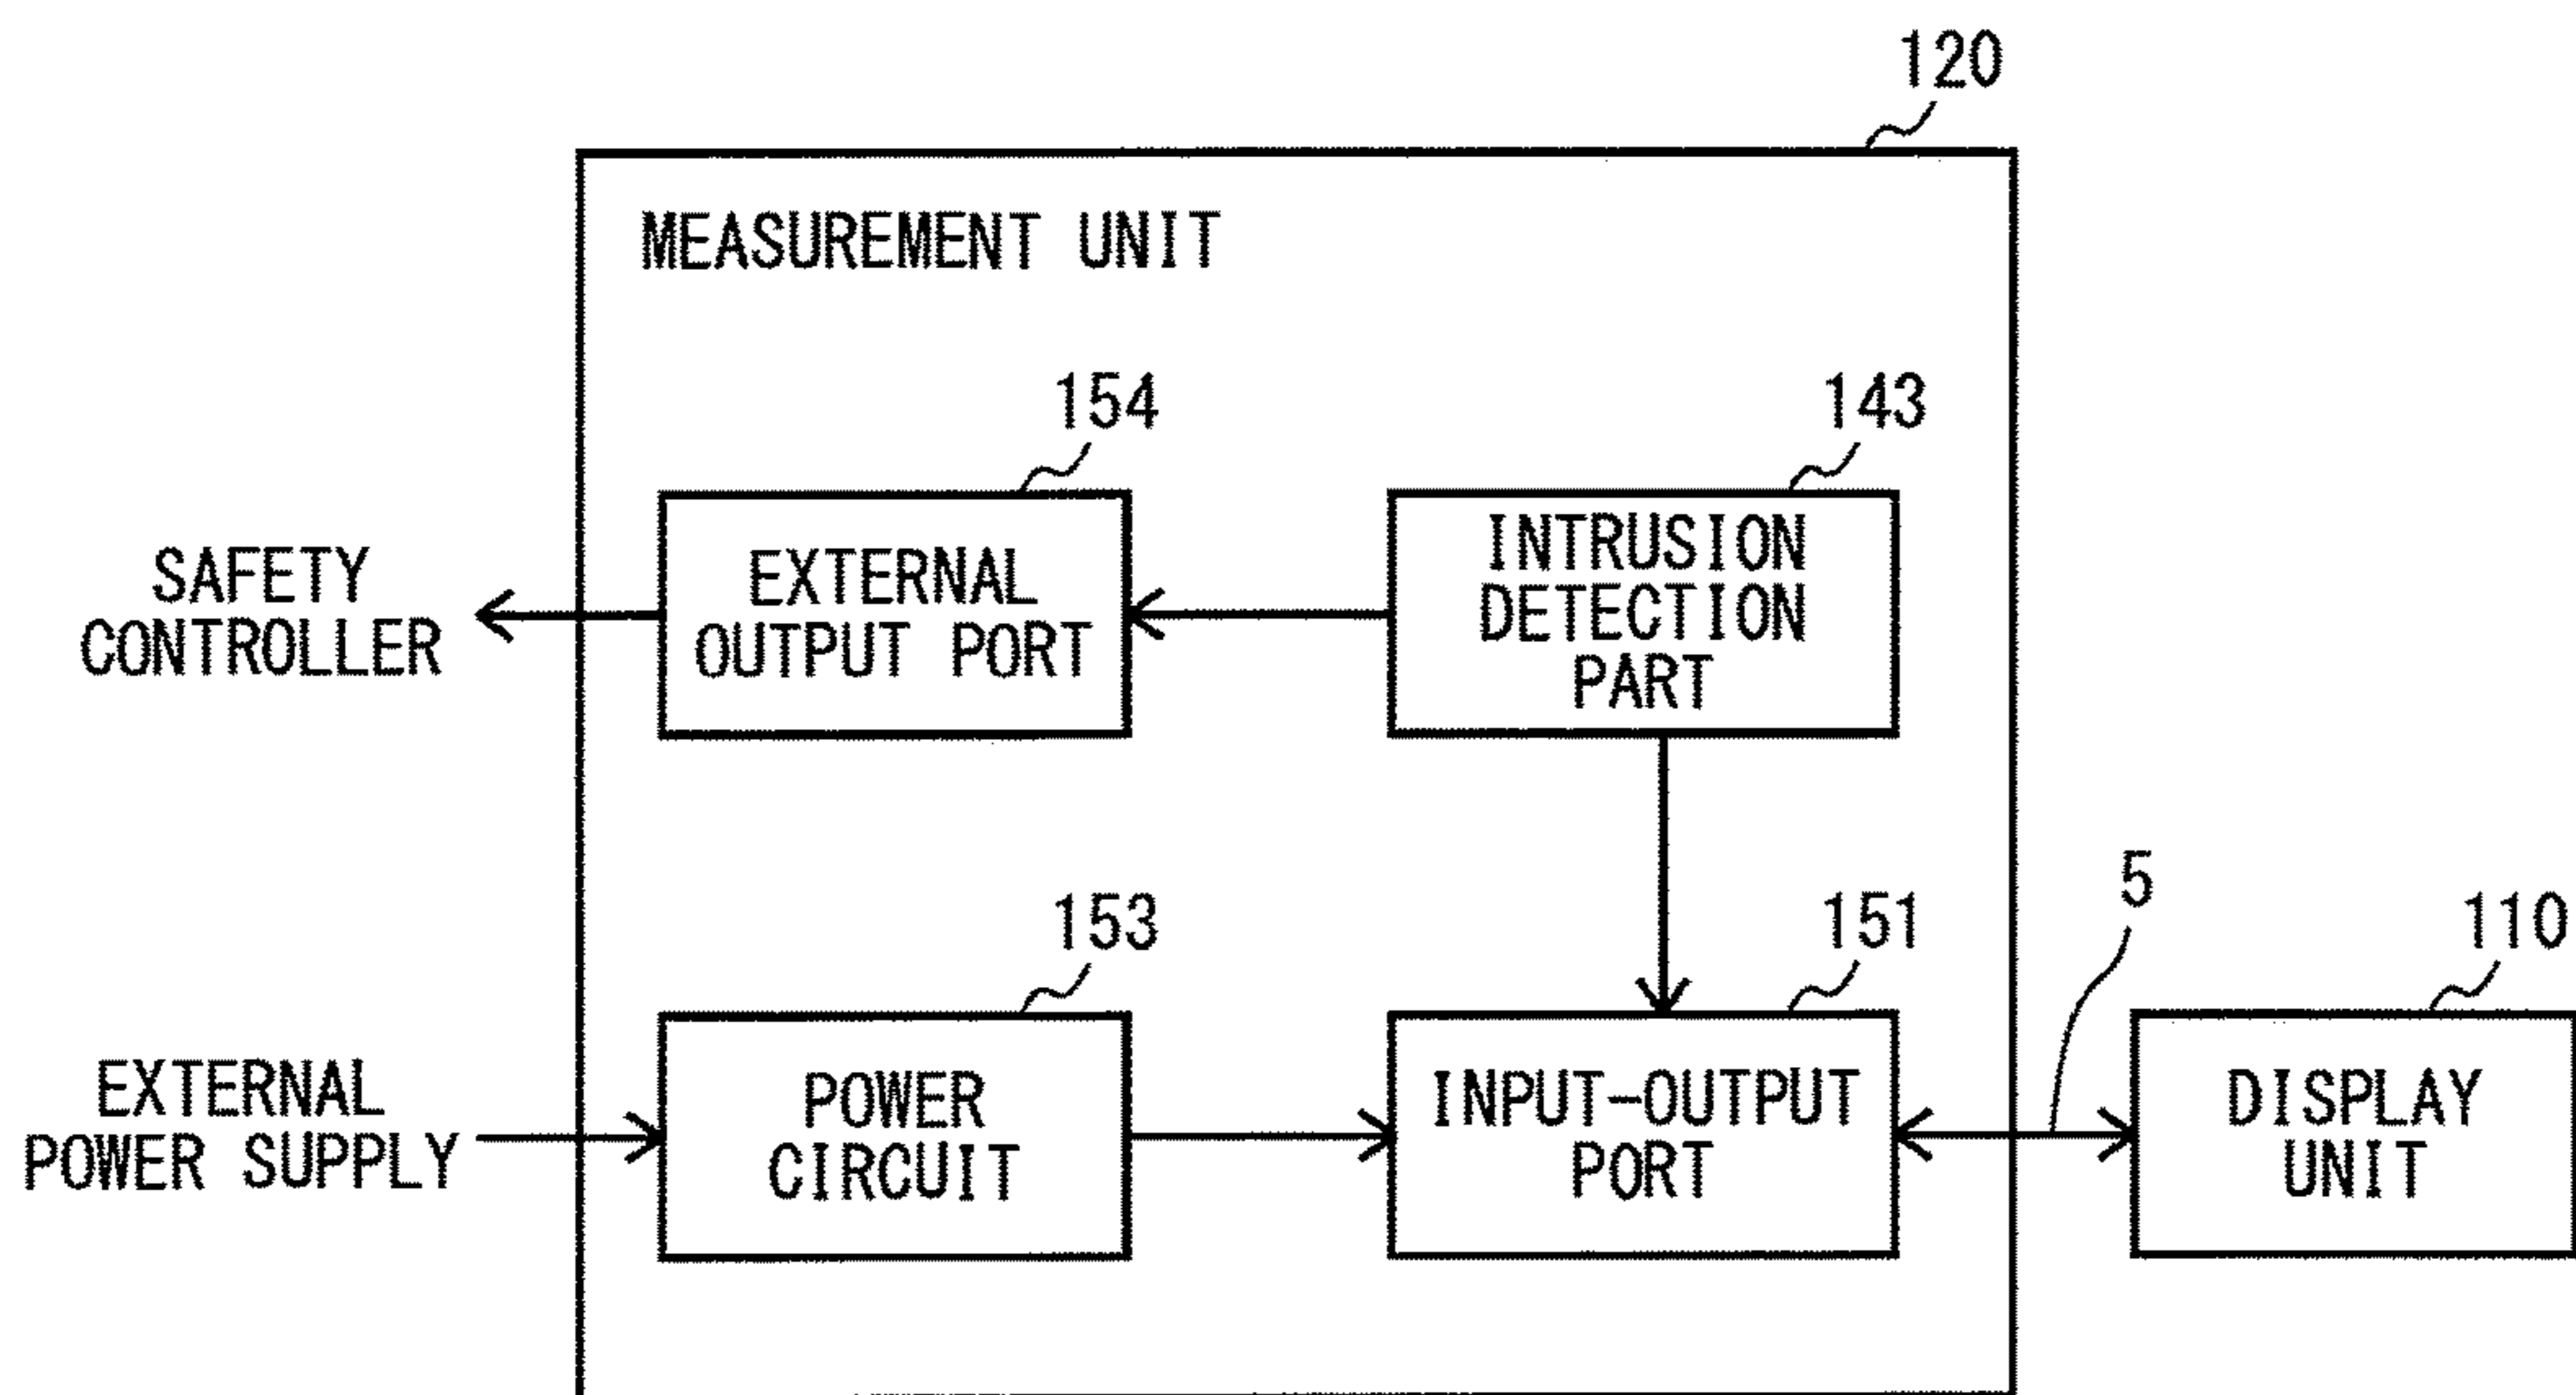 120
MEASUREMENT UNIT
154
143
SAFETY
CONTROLLER
EXTERNAL
OUTPUT PORT
INTRUSION
DETECTION
PART
153
151
5
110
EXTERNAL
POWER SUPPLY
POWER
CIRCUIT
INPUT-OUTPUT
PORT
DISPLAY
UNIT